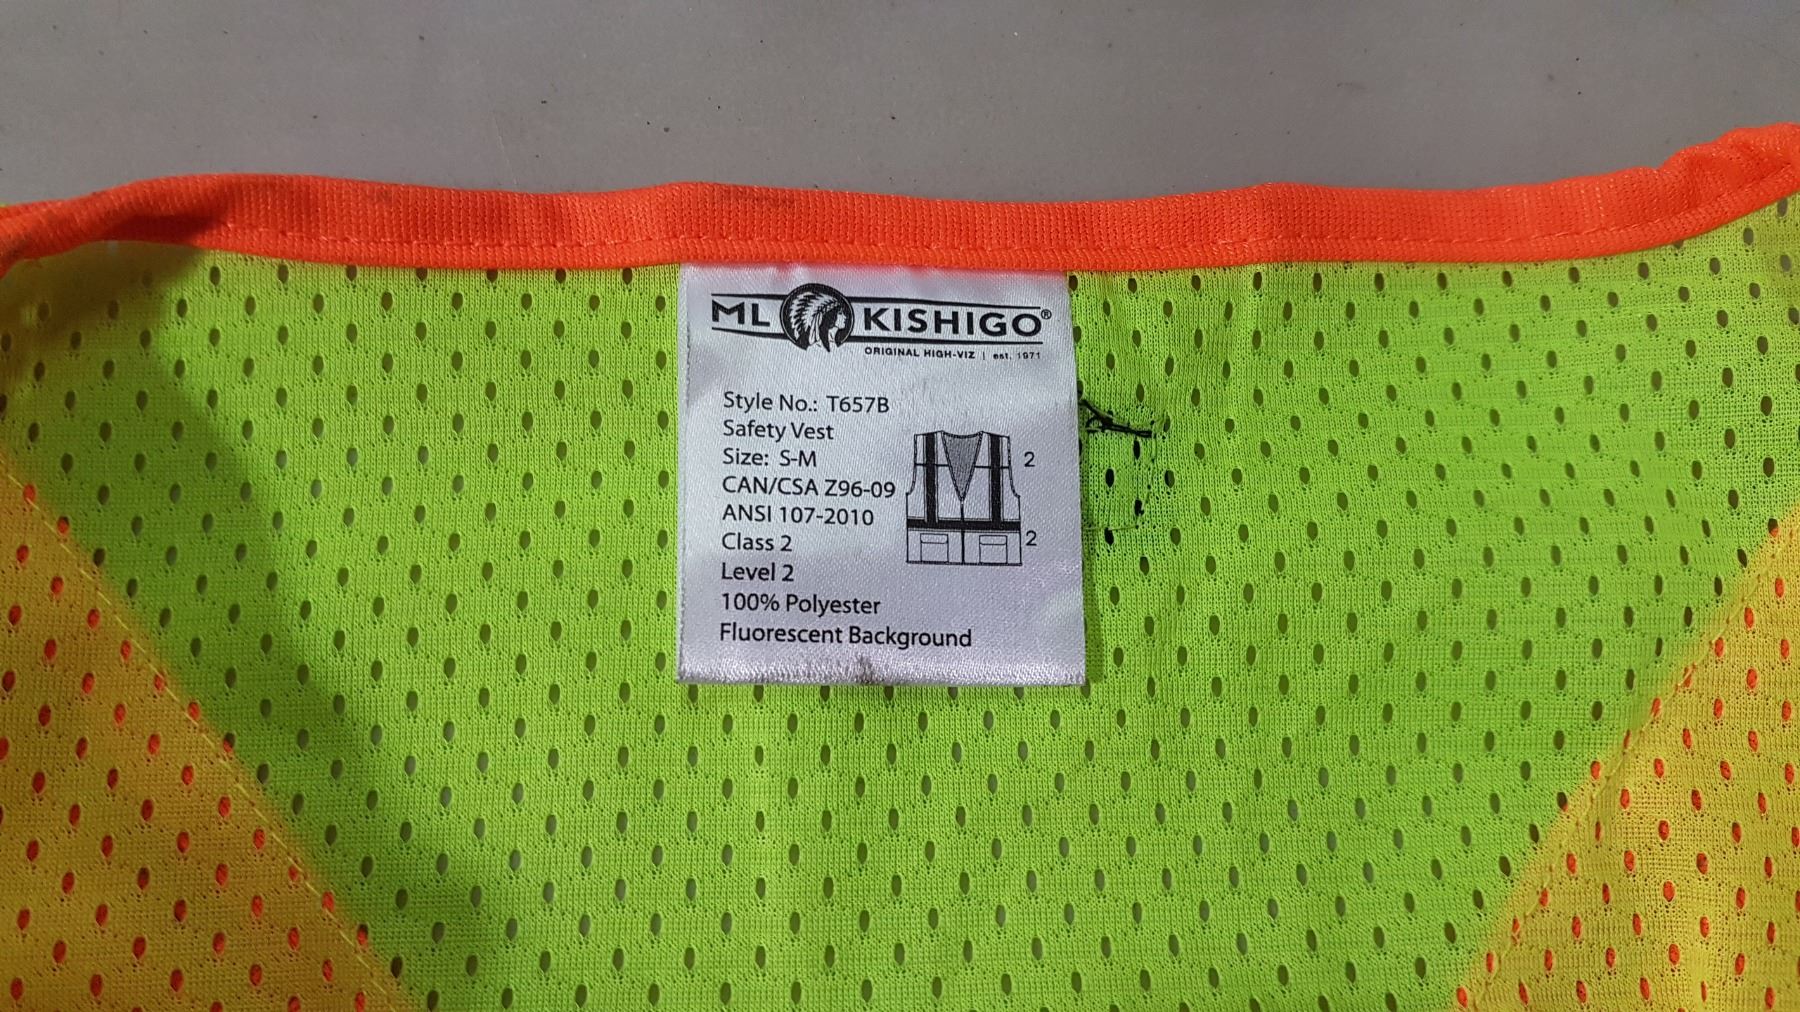 ML KISHIGO®
ORIGINAL HIGH-VIZ | est. 1971
Style No.: T657B
Safety Vest
Size: S-M
CAN/CSA Z96-09
ANSI 107-2010
Class 2
Level 2
100% Polyester
Fluorescent Background
2
2